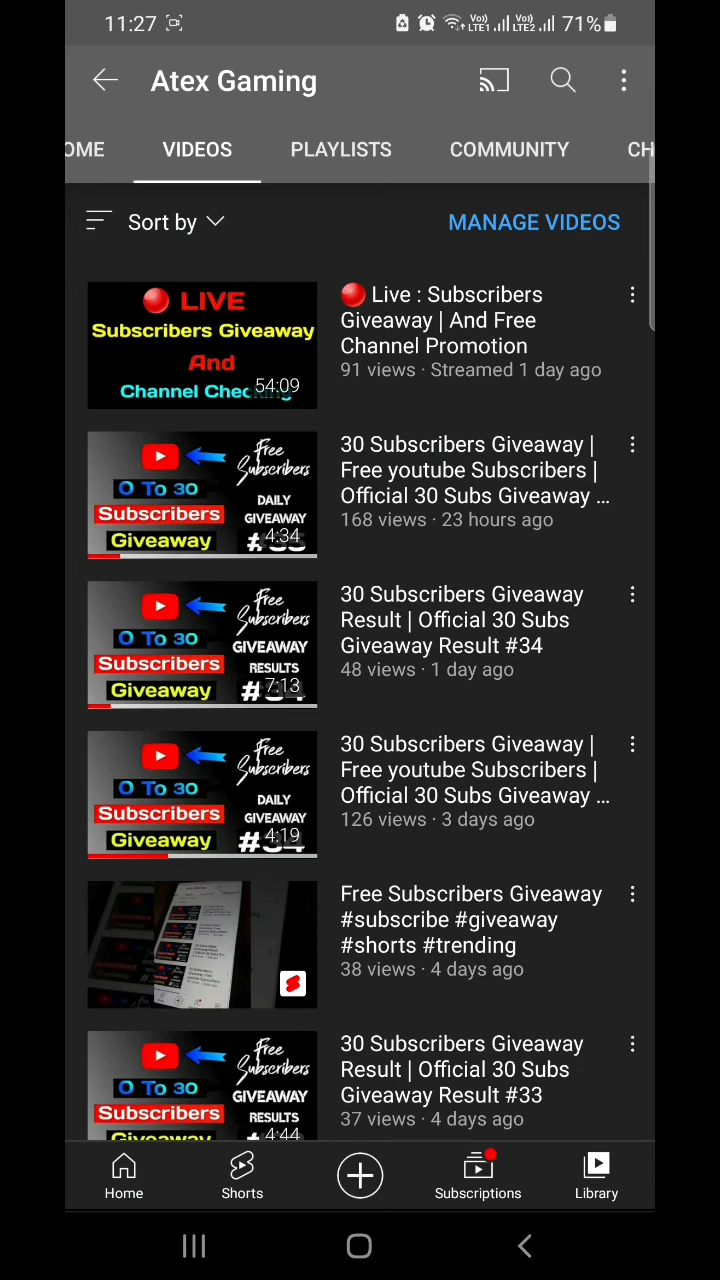 11:27
Vo)) LTE1 Vo)) LTE2 71%
Atex Gaming
OME VIDEOS PLAYLISTS COMMUNITY CH
Sort by
MANAGE VIDEOS
LIVE
Subscribers Giveaway
And
Channel Checking
54:09
Live : Subscribers
Giveaway | And Free
Channel Promotion
91 views · Streamed 1 day ago
Free
Subscribers
0 To 30
Subscribers
Giveaway
DAILY
GIVEAWAY
4:34
30 Subscribers Giveaway |
Free youtube Subscribers |
Official 30 Subs Giveaway ...
168 views · 23 hours ago
Free
Subscribers
0 To 30
Subscribers
Giveaway
GIVEAWAY
RESULTS
#34
7:13
30 Subscribers Giveaway
Result | Official 30 Subs
Giveaway Result #34
48 views · 1 day ago
Free
Subscribers
0 To 30
Subscribers
Giveaway
DAILY
GIVEAWAY
#34
4:19
30 Subscribers Giveaway |
Free youtube Subscribers |
Official 30 Subs Giveaway ...
126 views · 3 days ago
Free Subscribers Giveaway
#subscribe #giveaway
#shorts #trending
38 views · 4 days ago
Free
Subscribers
0 To 30
Subscribers
Giveaway
GIVEAWAY
RESULTS
4:44
30 Subscribers Giveaway
Result | Official 30 Subs
Giveaway Result #33
37 views · 4 days ago
Home
Shorts
Subscriptions
Library